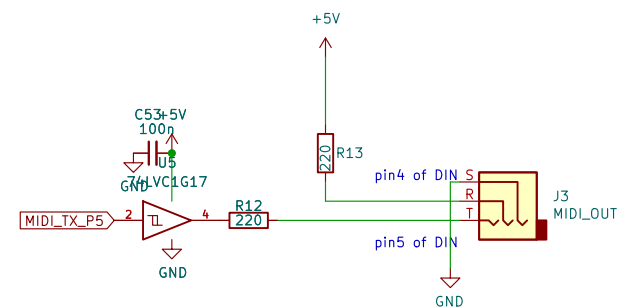 +5V
C53
+5V
100n
U5
GND
74LVC1G17
220
R13
pin4 of DIN
S
R
T
J3
MIDI_OUT
MIDI_TX_P5
2
4
R12
220
pin5 of DIN
GND
GND